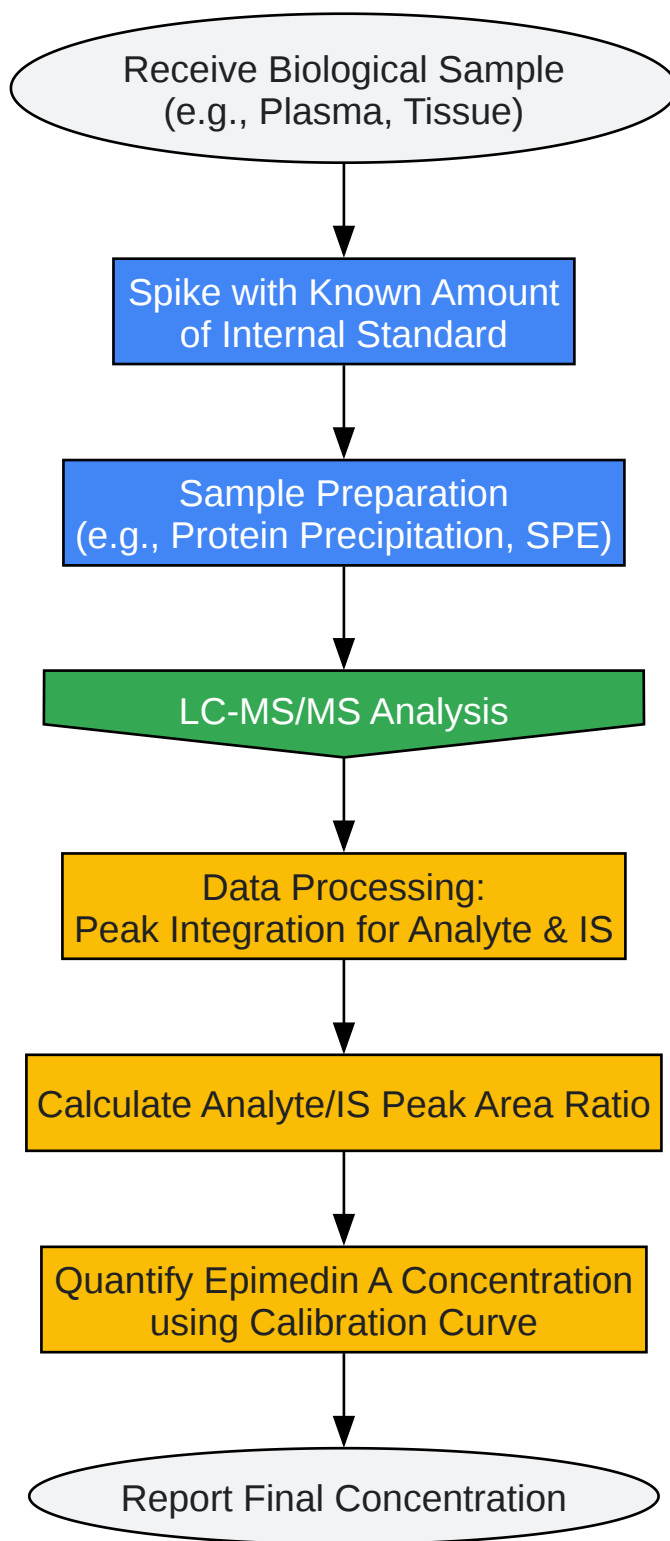 Receive Biological Sample
(e.g., Plasma, Tissue)
Spike with Known Amount
of Internal Standard
Sample Preparation
(e.g., Protein Precipitation, SPE)
LC-MS/MS Analysis
Data Processing:
Peak Integration for Analyte & IS
Calculate Analyte/IS Peak Area Ratio
Quantify Epimedin A Concentration
using Calibration Curve
Report Final Concentration